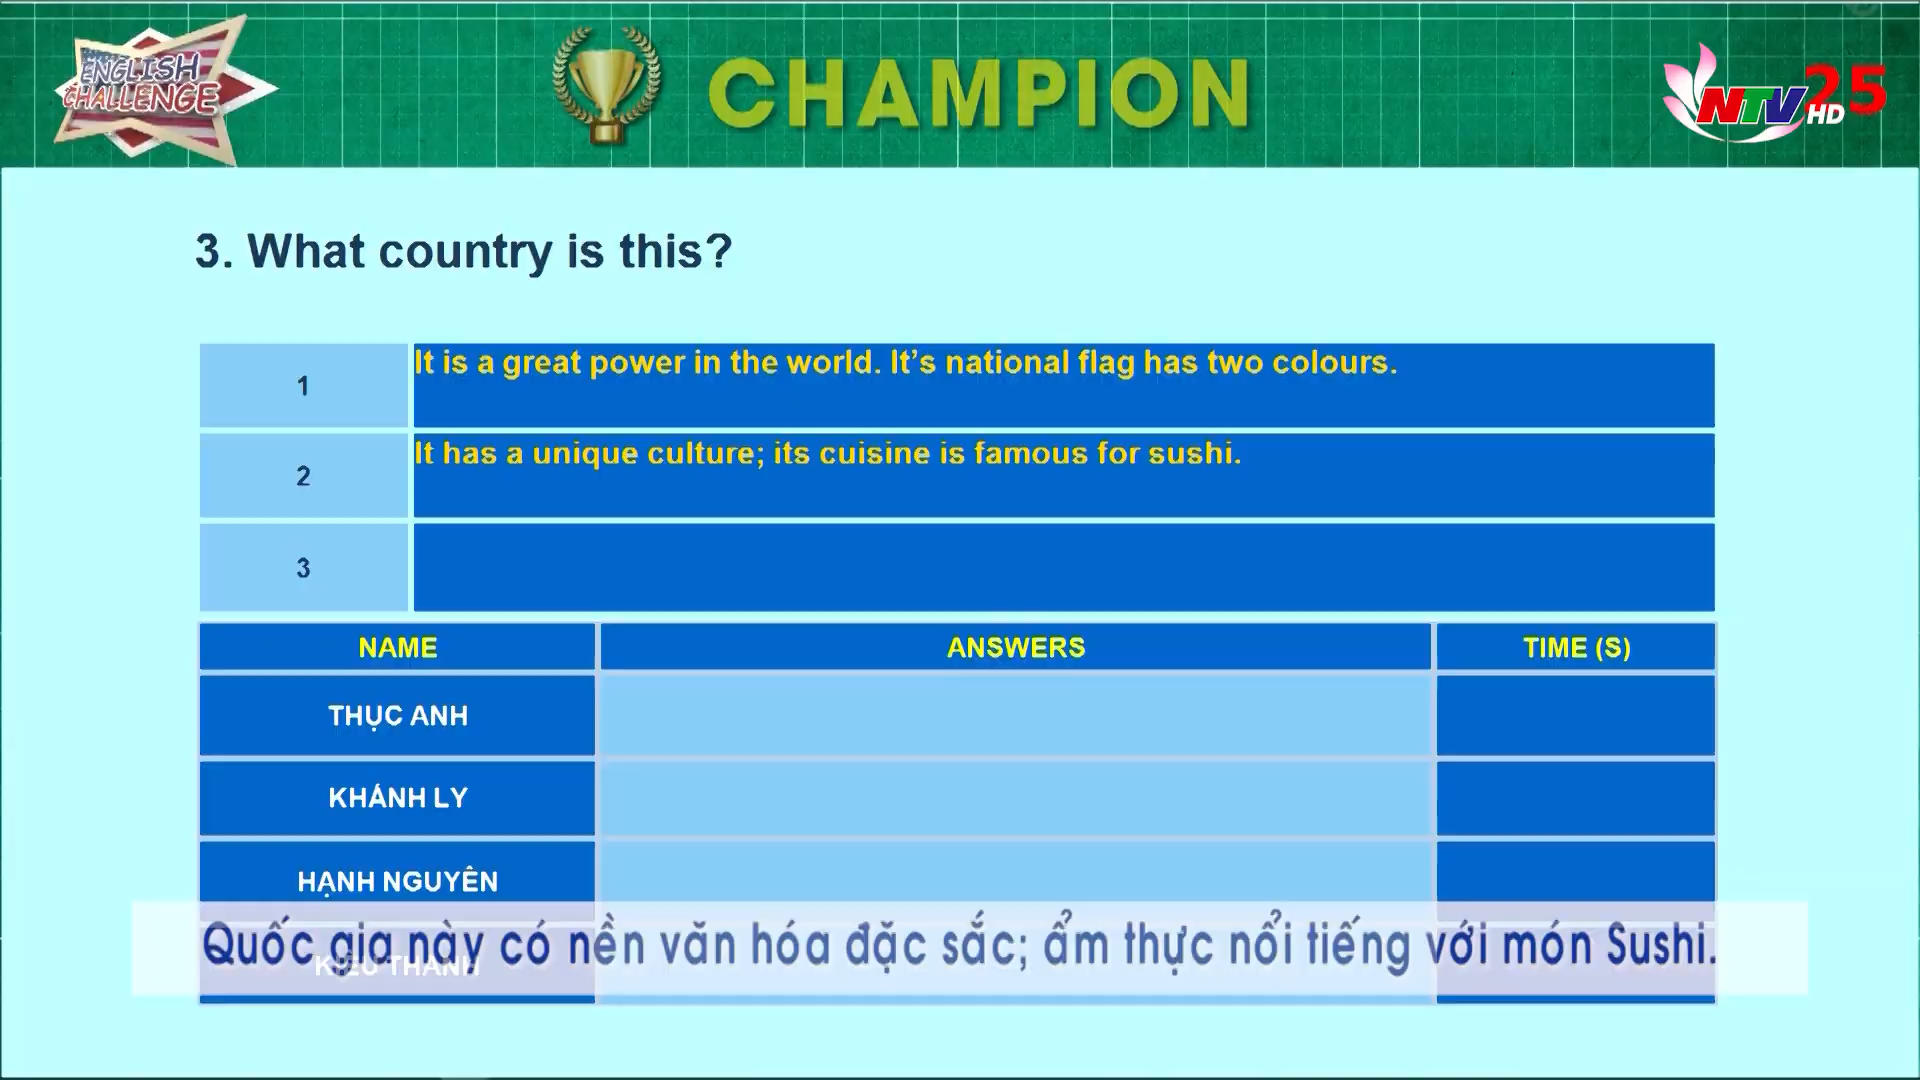 ENGLISH
CHALLENGE
CHAMPION
NTV HD
25
3. What country is this?
1
It is a great power in the world. It’s national flag has two colours.
2
It has a unique culture; its cuisine is famous for sushi.
3
NAME
ANSWERS
TIME (S)
THỤC ANH
KHÁNH LY
HẠNH NGUYÊN
Quốc gia này có nền văn hóa đặc sắc; ẩm thực nổi tiếng với món Sushi.